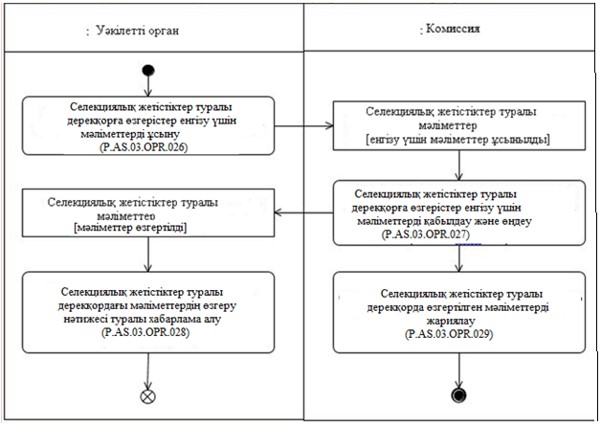 : Уәкілетті орган
: Комиссия
Селекциялық жетістіктер туралы
дерекқорға өзгерістер енгізу үшін
мәліметтерді ұсыну
(P.AS.03.OPR.026)
Селекциялық жетістіктер туралы
мәліметтер
[енгізу үшін мәліметтер ұсынылды]
Селекциялық жетістіктер туралы
дерекқорға өзгерістер енгізу үшін
мәліметтерді қабылдау және өңдеу
(P.AS.03.OPR.027)
Селекциялық жетістіктер туралы
мәліметтер
[мәліметтер өзгертілді]
Селекциялық жетістіктер туралы
дерекқордағы мәліметтердің өзгеру
нәтижесі туралы хабарлама алу
(P.AS.03.OPR.028)
Селекциялық жетістіктер туралы
дерекқорда өзгертілген мәліметтерді
жариялау
(P.AS.03.OPR.029)